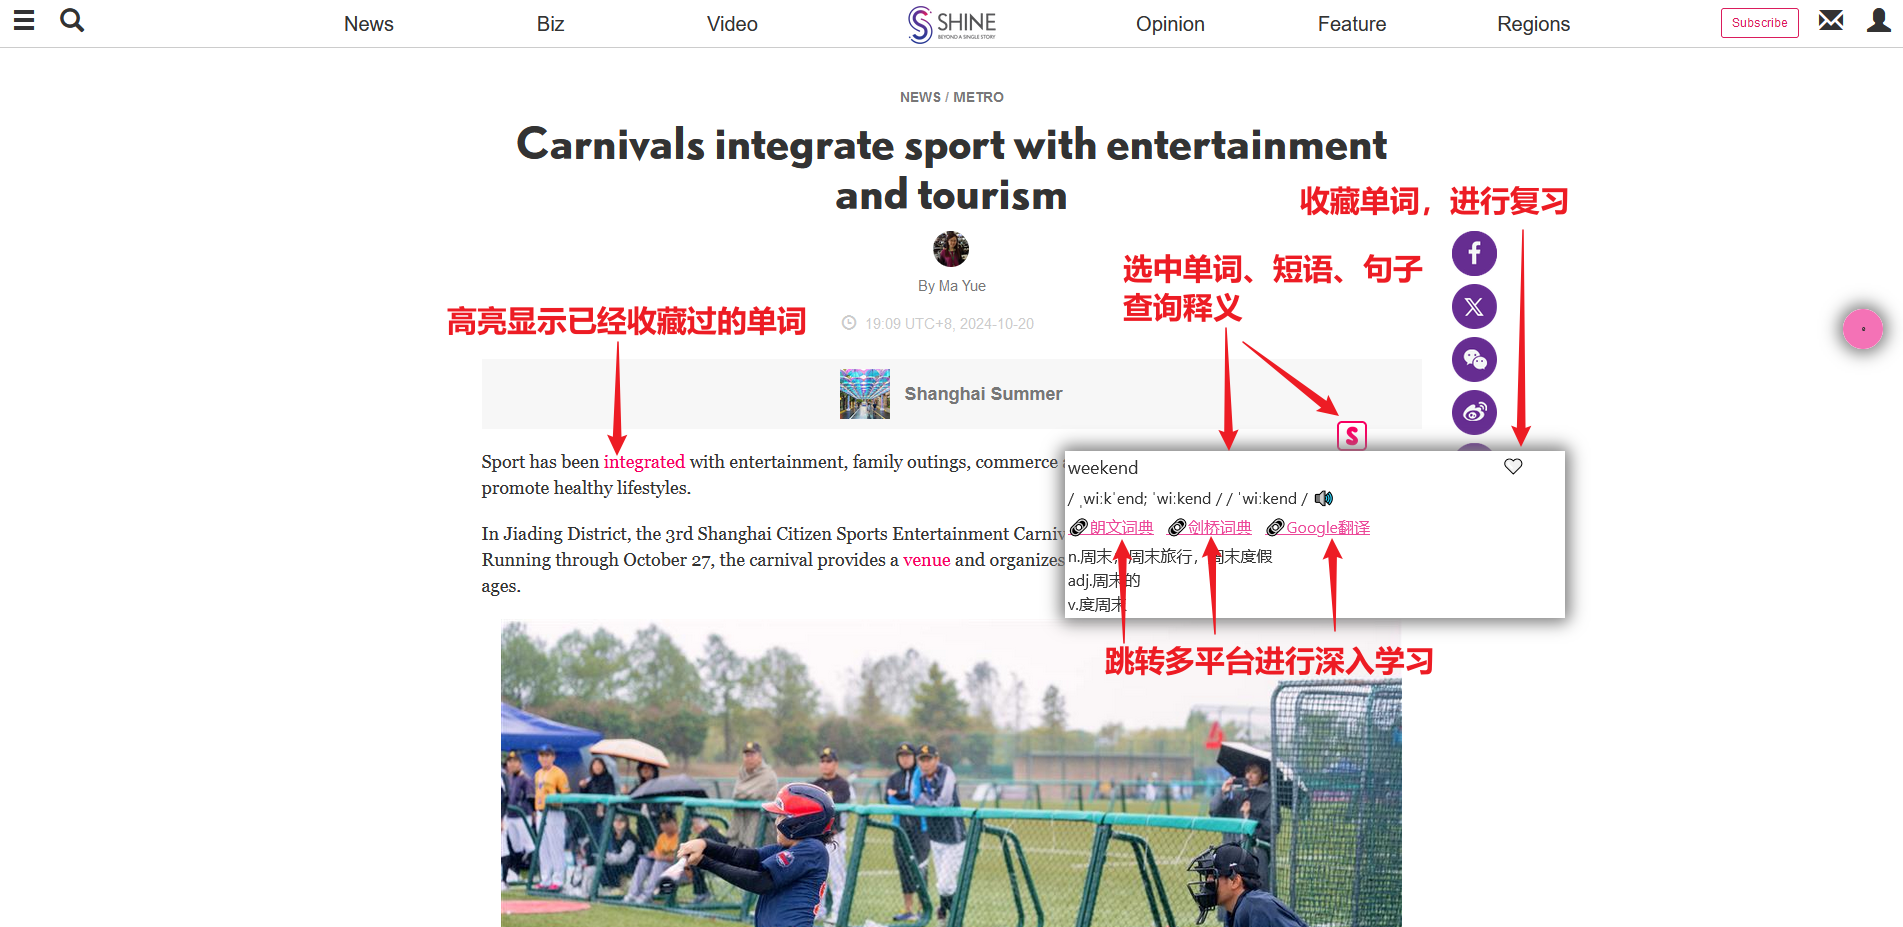 News
Biz
Video
SHINE
BEYOND A SINGLE STORY
Opinion
Feature
Regions
Subscribe
NEWS / METRO
Carnivals integrate sport with entertainment
and tourism
收藏单词，进行复习
By Ma Yue
选中单词、短语、句子
查询释义
高亮显示已经收藏过的单词
19:09 UTC+8, 2024-10-20
Shanghai Summer
S
Sport has been integrated with entertainment, family outings, commerce
promote healthy lifestyles.
In Jiading District, the 3rd Shanghai Citizen Sports Entertainment
Running through October 27, the carnival provides a venue and organizes
ages.
weekend
/ ˌwiːkˈend; ˈwiːkend / / ˈwiːkend /
朗文词典 剑桥词典 Google翻译
n.周末，周末旅行，周末度假
adj.周末的
v.度周末
跳转多平台进行深入学习